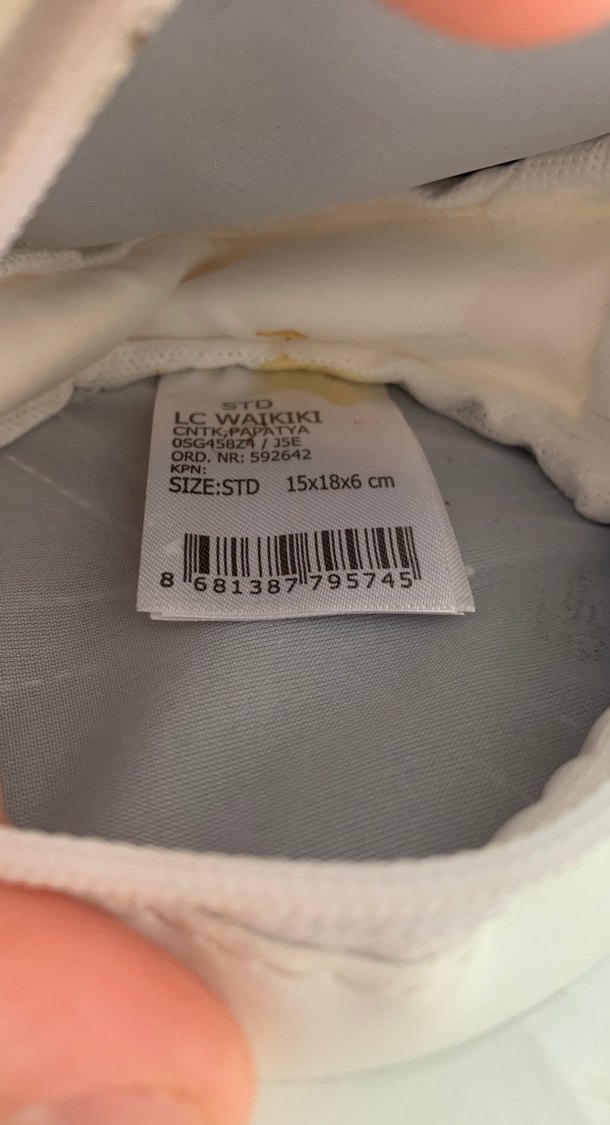 STD
LC WAIKIKI
CNTK,PAPATYA
0SG458Z4 / J5E
ORD. NR: 592642
KPN:
SIZE:STD 15x18x6 cm
8 681387 795745